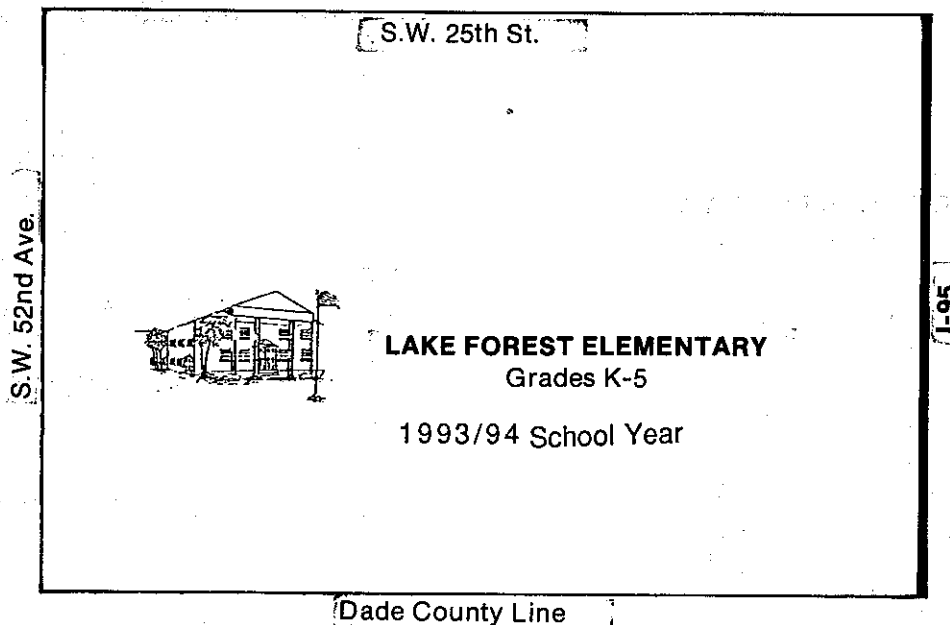 S.W. 25th St.
S.W. 52nd Ave.
I-95
LAKE FOREST ELEMENTARY
Grades K-5
1993/94 School Year
Dade County Line